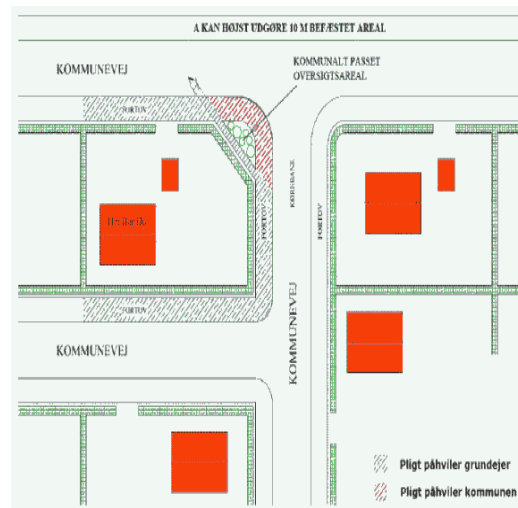 A KAN HØJST UDGØRE 10 M BEFÆSTET AREAL
KOMMUNEVEJ
KOMMUNALT PASSET
OVERSIGTSAREAL
FORTOV
KØREBANE
FORTOV
FORTOV
KOMMUNEVEJ
FORTOV
KOMMUNEVEJ
Pligt påhviler grundejer
Pligt påhviler kommunen